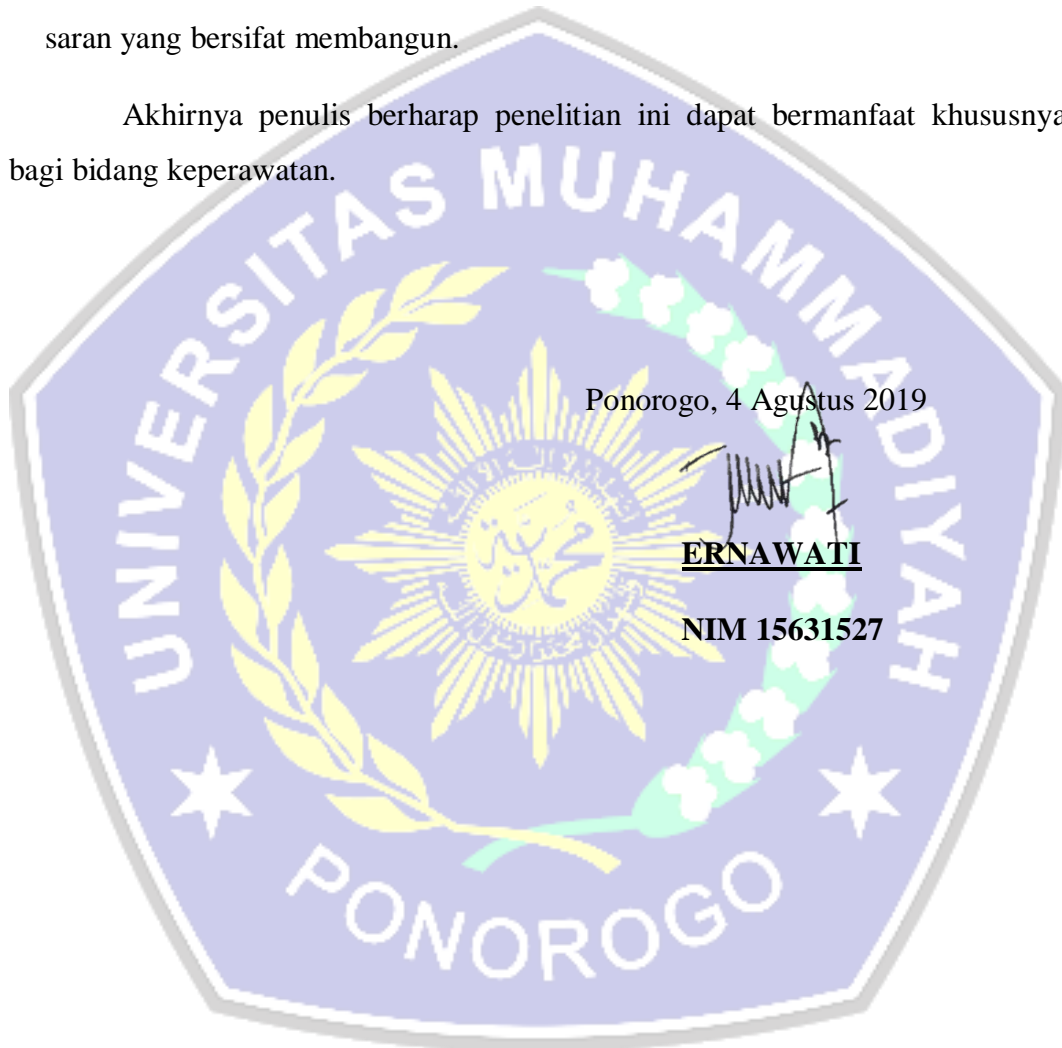 saran yang bersifat membangun.
Akhirnya penulis berharap penelitian ini dapat bermanfaat khususnya
bagi bidang keperawatan.
UNIVERSITAS MUHAMMADIYAH
Ponorogo, 4 Agustus 2019
ERNAWATI
NIM 15631527
PONOROGO